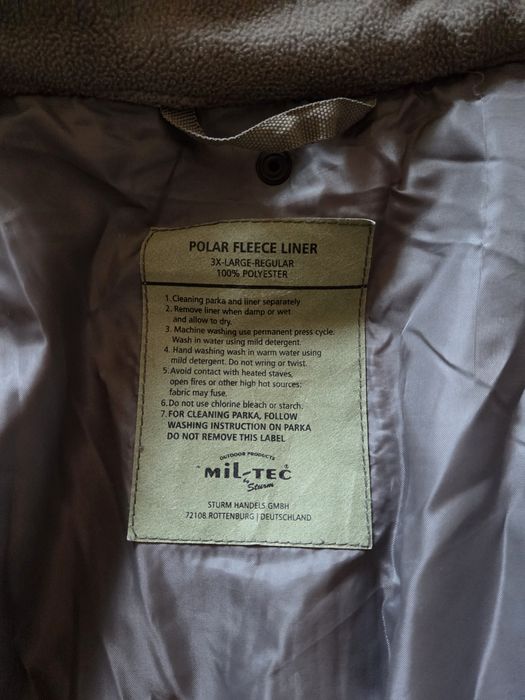 POLAR FLEECE LINER
3X-LARGE-REGULAR
100% POLYESTER
1. Cleaning parka and liner separately
2. Remove liner when damp or wet
and allow to dry.
3. Machine washing use permanent press cycle.
Wash in water using mild detergent.
4. Hand washing wash in warm water using
mild detergent. Do not wring or twist.
5. Avoid contact with heated staves,
open fires or other high hot sources:
fabric may fuse.
6. Do not use chlorine bleach or starch.
7. FOR CLEANING PARKA, FOLLOW
WASHING INSTRUCTION ON PARKA
DO NOT REMOVE THIS LABEL
OUTDOOR PRODUCTS
MiL-TEC®
by Sturm
STURM HANDELS GMBH
72108 ROTTENBURG | DEUTSCHLAND